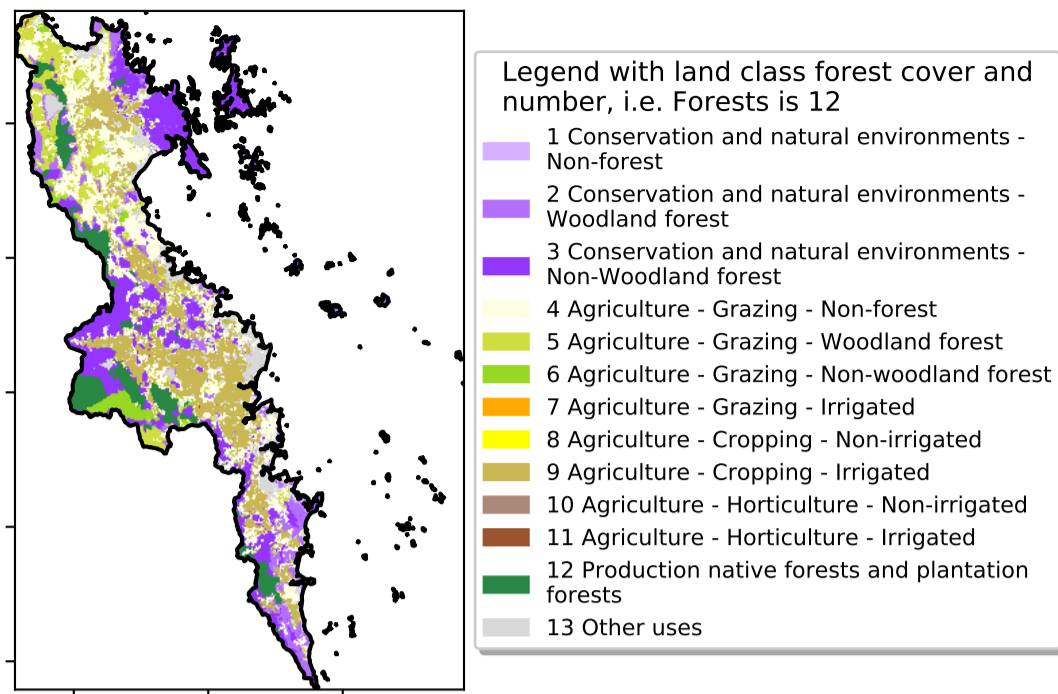 Legend with land class forest cover and
number, i.e. Forests is 12
1 Conservation and natural environments -
Non-forest
2 Conservation and natural environments -
Woodland forest
3 Conservation and natural environments -
Non-Woodland forest
4 Agriculture - Grazing - Non-forest
5 Agriculture - Grazing - Woodland forest
6 Agriculture - Grazing - Non-woodland forest
7 Agriculture - Grazing - Irrigated
8 Agriculture - Cropping - Non-irrigated
9 Agriculture - Cropping - Irrigated
10 Agriculture - Horticulture - Non-irrigated
11 Agriculture - Horticulture - Irrigated
12 Production native forests and plantation
forests
13 Other uses